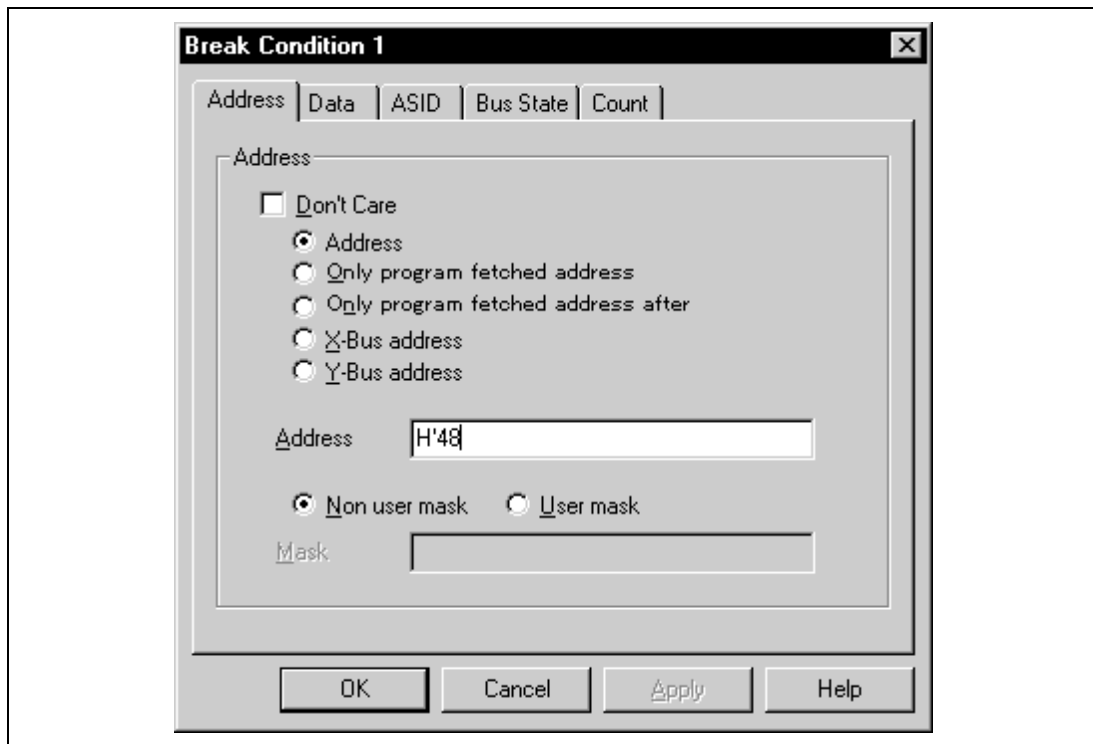 Break Condition 1
Address Data ASID Bus State Count
Address
Don't Care
Address
Only program fetched address
Only program fetched address after
X-Bus address
Y-Bus address
Address H'48
Non user mask User mask
Mask
OK Cancel Apply Help